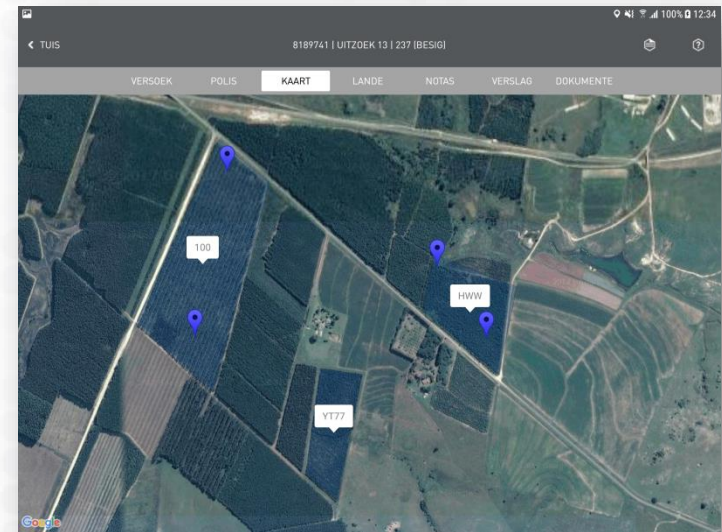 100% 12:34
TUIS
8189741 | UITZOEK 13 | 237 (BESIG)
VERSOEK POLIS KAART LANDE NOTAS VERSLAG DOKUMENTE
100
HWW
YT77
Google